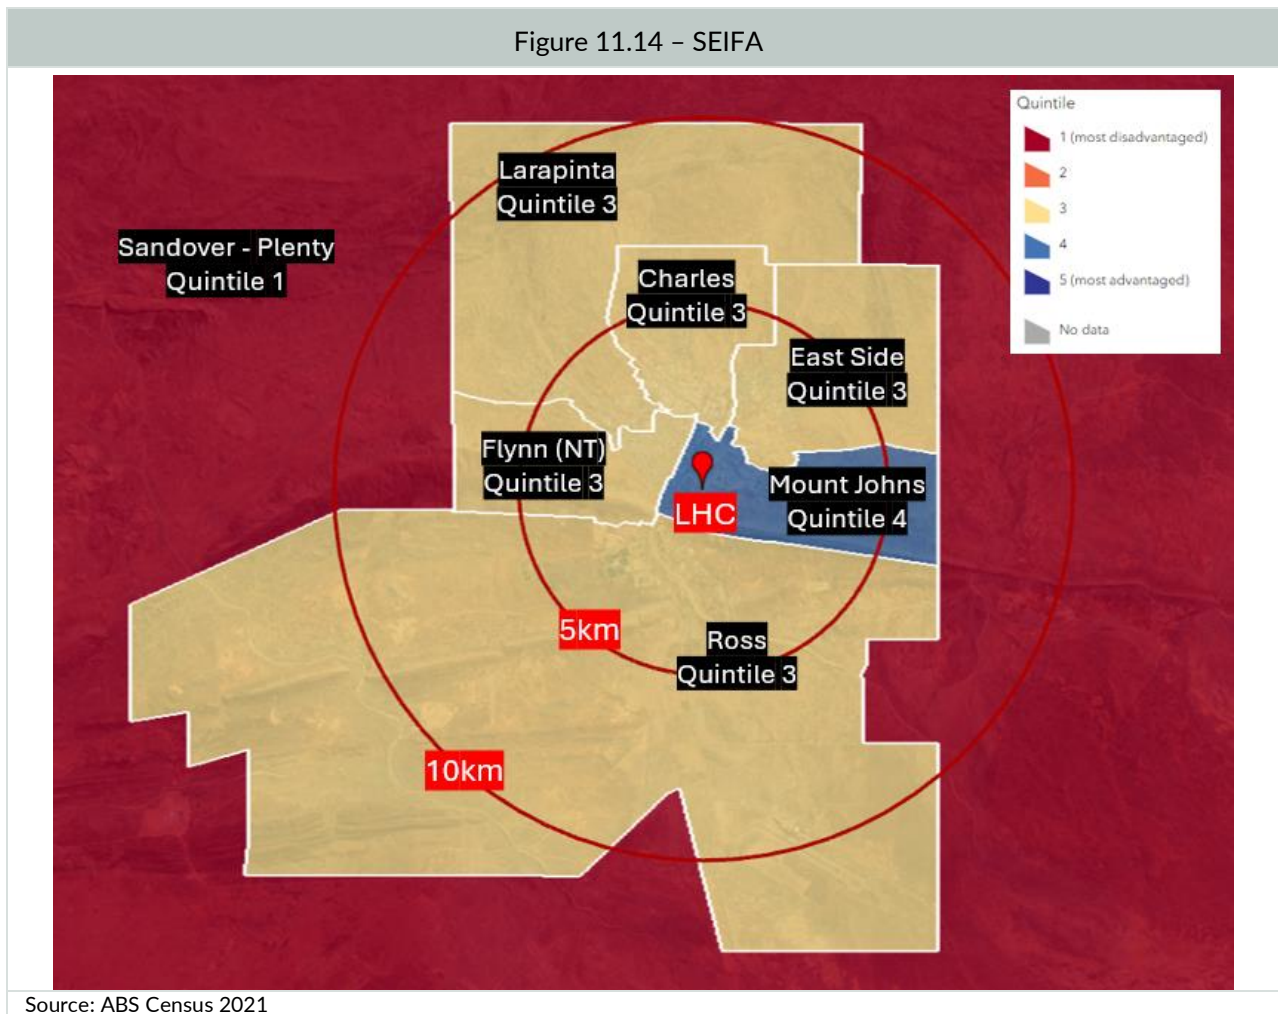 Figure 11.14 – SEIFA
Quintile
1 (most disadvantaged)
2
3
4
5 (most advantaged)
No data
Larapinta
Quintile 3
Sandover - Plenty
Quintile 1
Charles
Quintile 3
East Side
Quintile 3
Flynn (NT)
Quintile 3
Mount Johns
Quintile 4
LHC
5km
Ross
Quintile 3
10km
Source: ABS Census 2021